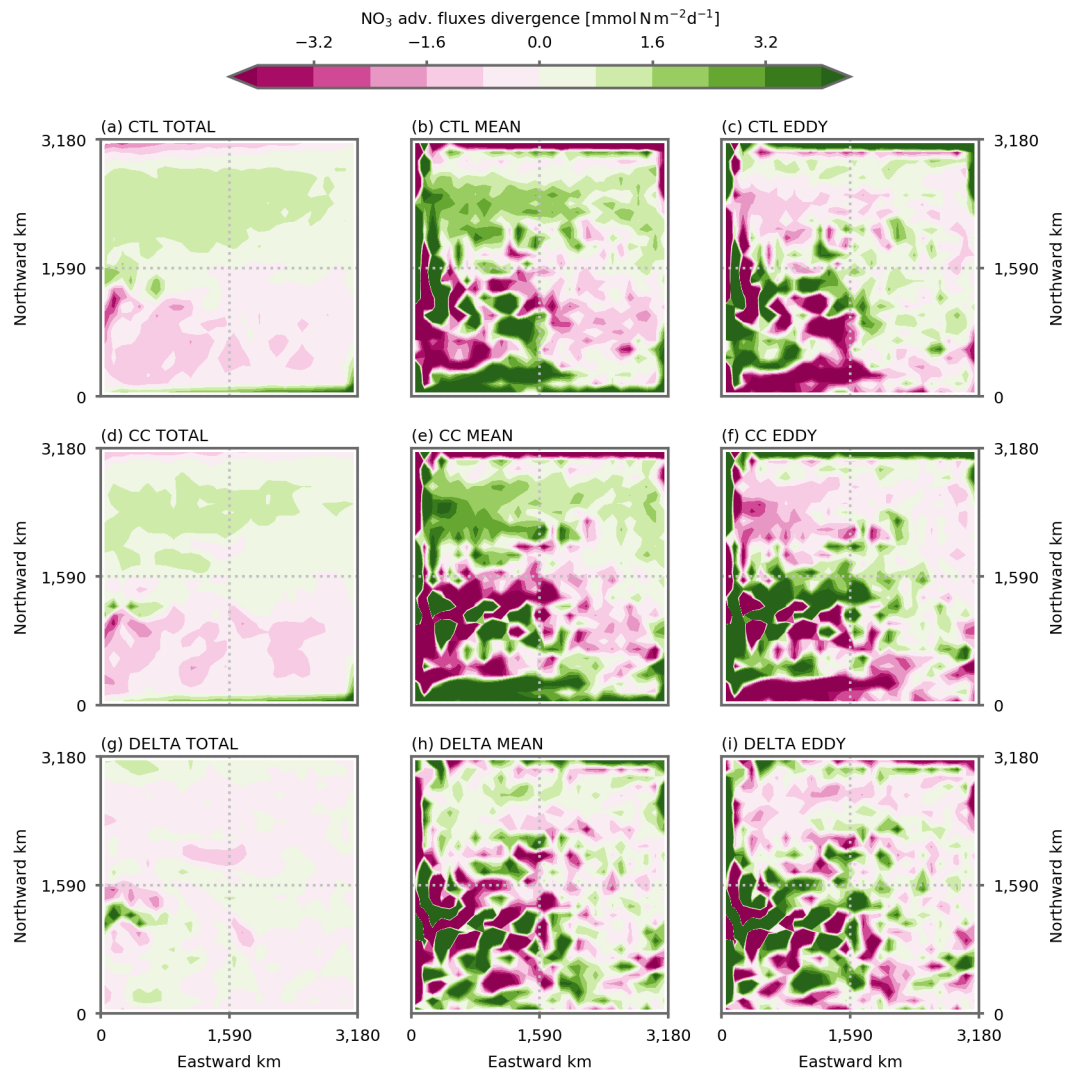 NO₃ adv. fluxes divergence [mmol N m⁻²d⁻¹]
−3.2 −1.6 0.0 1.6 3.2
(a) CTL TOTAL (b) CTL MEAN (c) CTL EDDY
3,180 3,180
Northward km Northward km
1,590 1,590
0 0
(d) CC TOTAL (e) CC MEAN (f) CC EDDY
3,180 3,180
Northward km Northward km
1,590 1,590
0 0
(g) DELTA TOTAL (h) DELTA MEAN (i) DELTA EDDY
3,180 3,180
Northward km Northward km
1,590 1,590
0 0
0 1,590 3,180 0 1,590 3,180 0 1,590 3,180
Eastward km Eastward km Eastward km